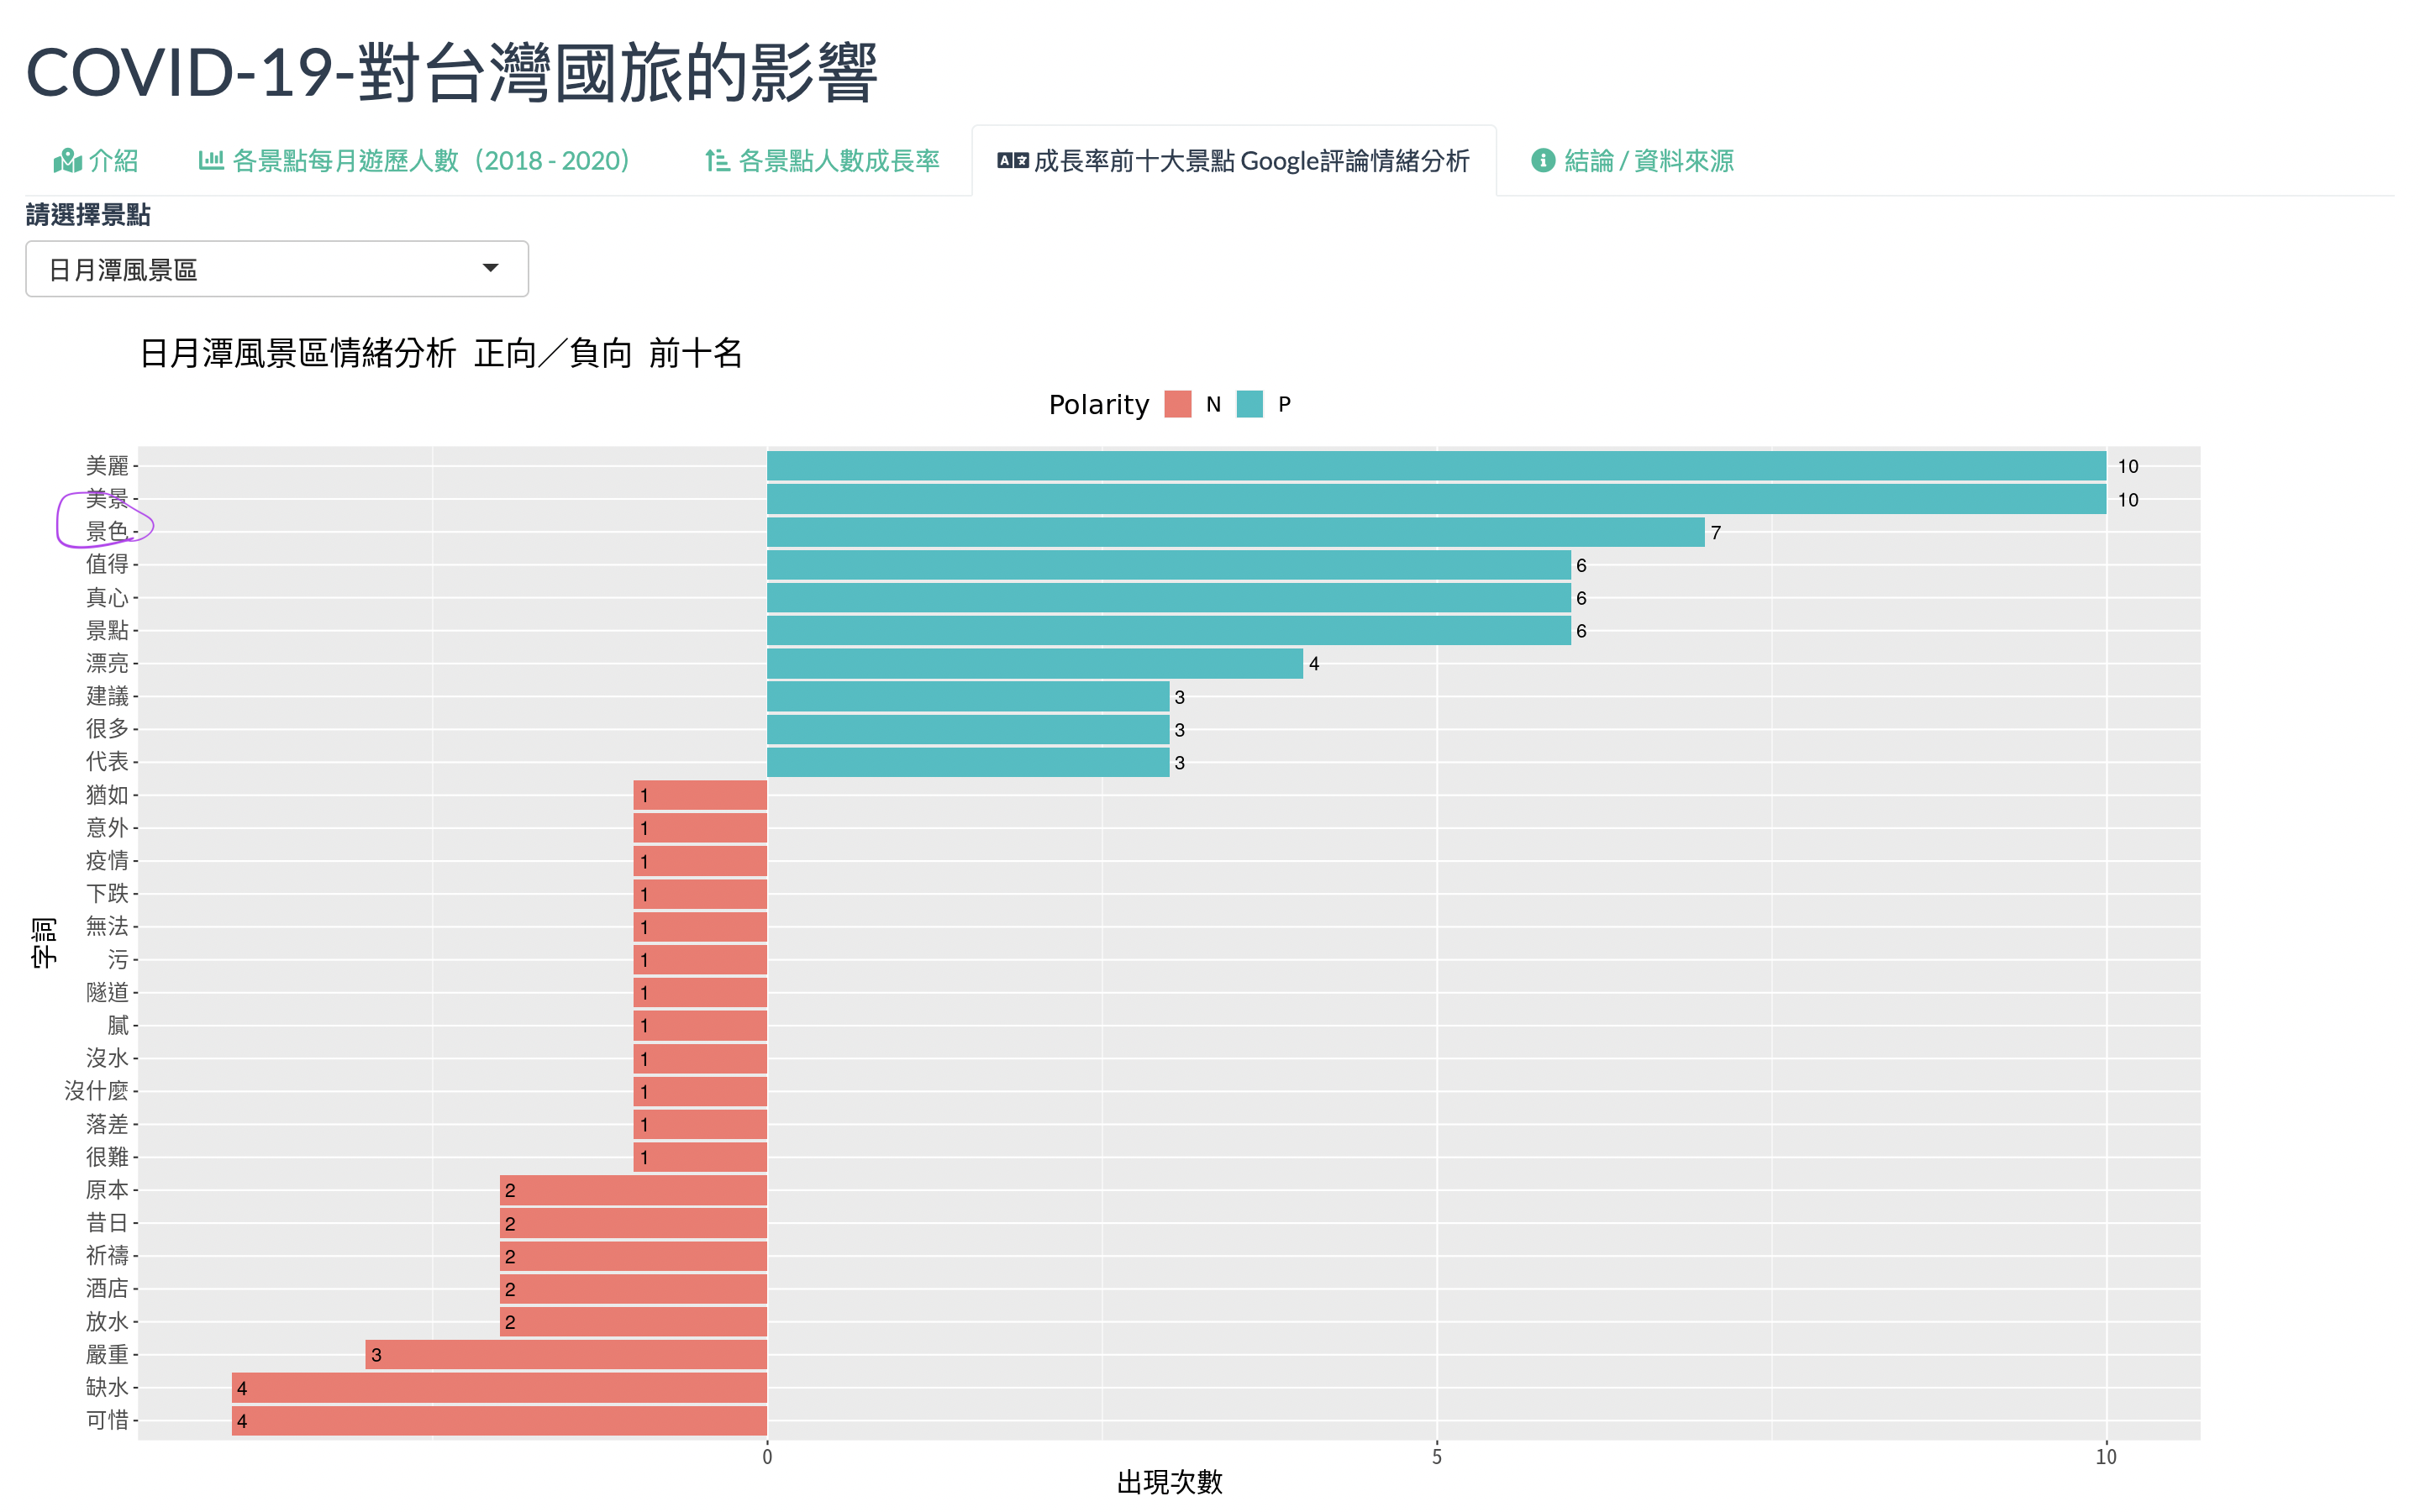 COVID-19-對台灣國旅的影響
介紹
各景點每月遊歷人數（2018 - 2020）
各景點人數成長率
成長率前十大景點 Google評論情緒分析
結論 / 資料來源
請選擇景點
日月潭風景區
日月潭風景區情緒分析 正向／負向 前十名
Polarity N P
美麗 10
美景 10
景色 7
值得 6
真心 6
景點 6
漂亮 4
建議 3
很多 3
代表 3
猶如 1
意外 1
疫情 1
下跌 1
無法 1
污 1
隧道 1
膩 1
沒水 1
沒什麼 1
落差 1
很難 1
原本 2
昔日 2
祈禱 2
酒店 2
放水 2
嚴重 3
缺水 4
可惜 4
字詞
0 5 10
出現次數